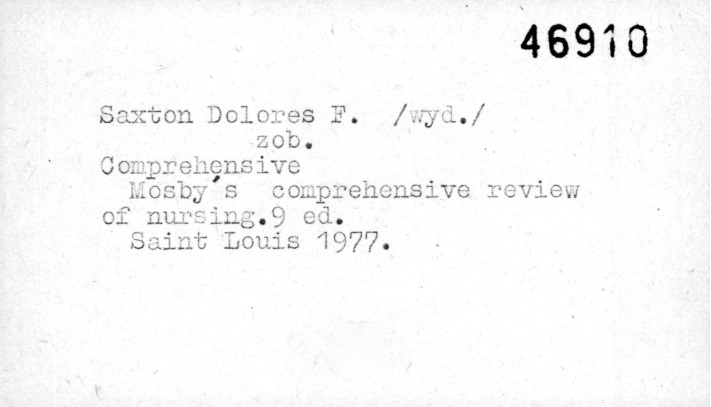 46910
Saxton Dolores F. /wyd./
zob.
Comprehensive
Mosby's comprehensive review
of nursing.9 ed.
Saint Louis 1977.